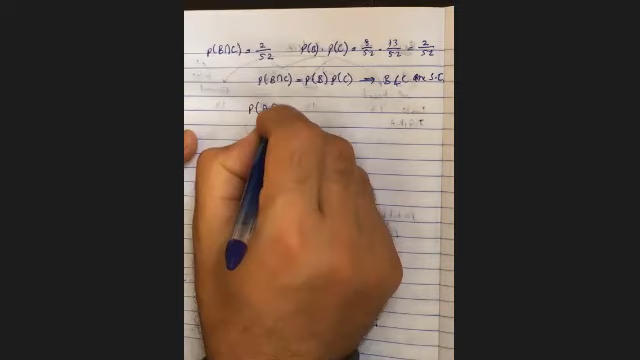 P(B∩C) = 2/52 P(B) . P(C) = 8/52 . 13/52 = 2/52
P(B∩C) = P(B) P(C) ⟹ B & C are S.I.
P(